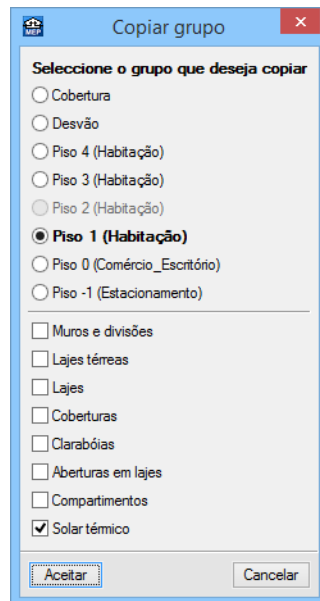 MEP
Copiar grupo
Seleccione o grupo que deseja copiar
Cobertura
Desvão
Piso 4 (Habitação)
Piso 3 (Habitação)
Piso 2 (Habitação)
Piso 1 (Habitação)
Piso 0 (Comércio_Escritório)
Piso -1 (Estacionamento)
Muros e divisões
Lajes térreas
Lajes
Coberturas
Clarabóias
Aberturas em lajes
Compartimentos
Solar térmico
Aceitar
Cancelar